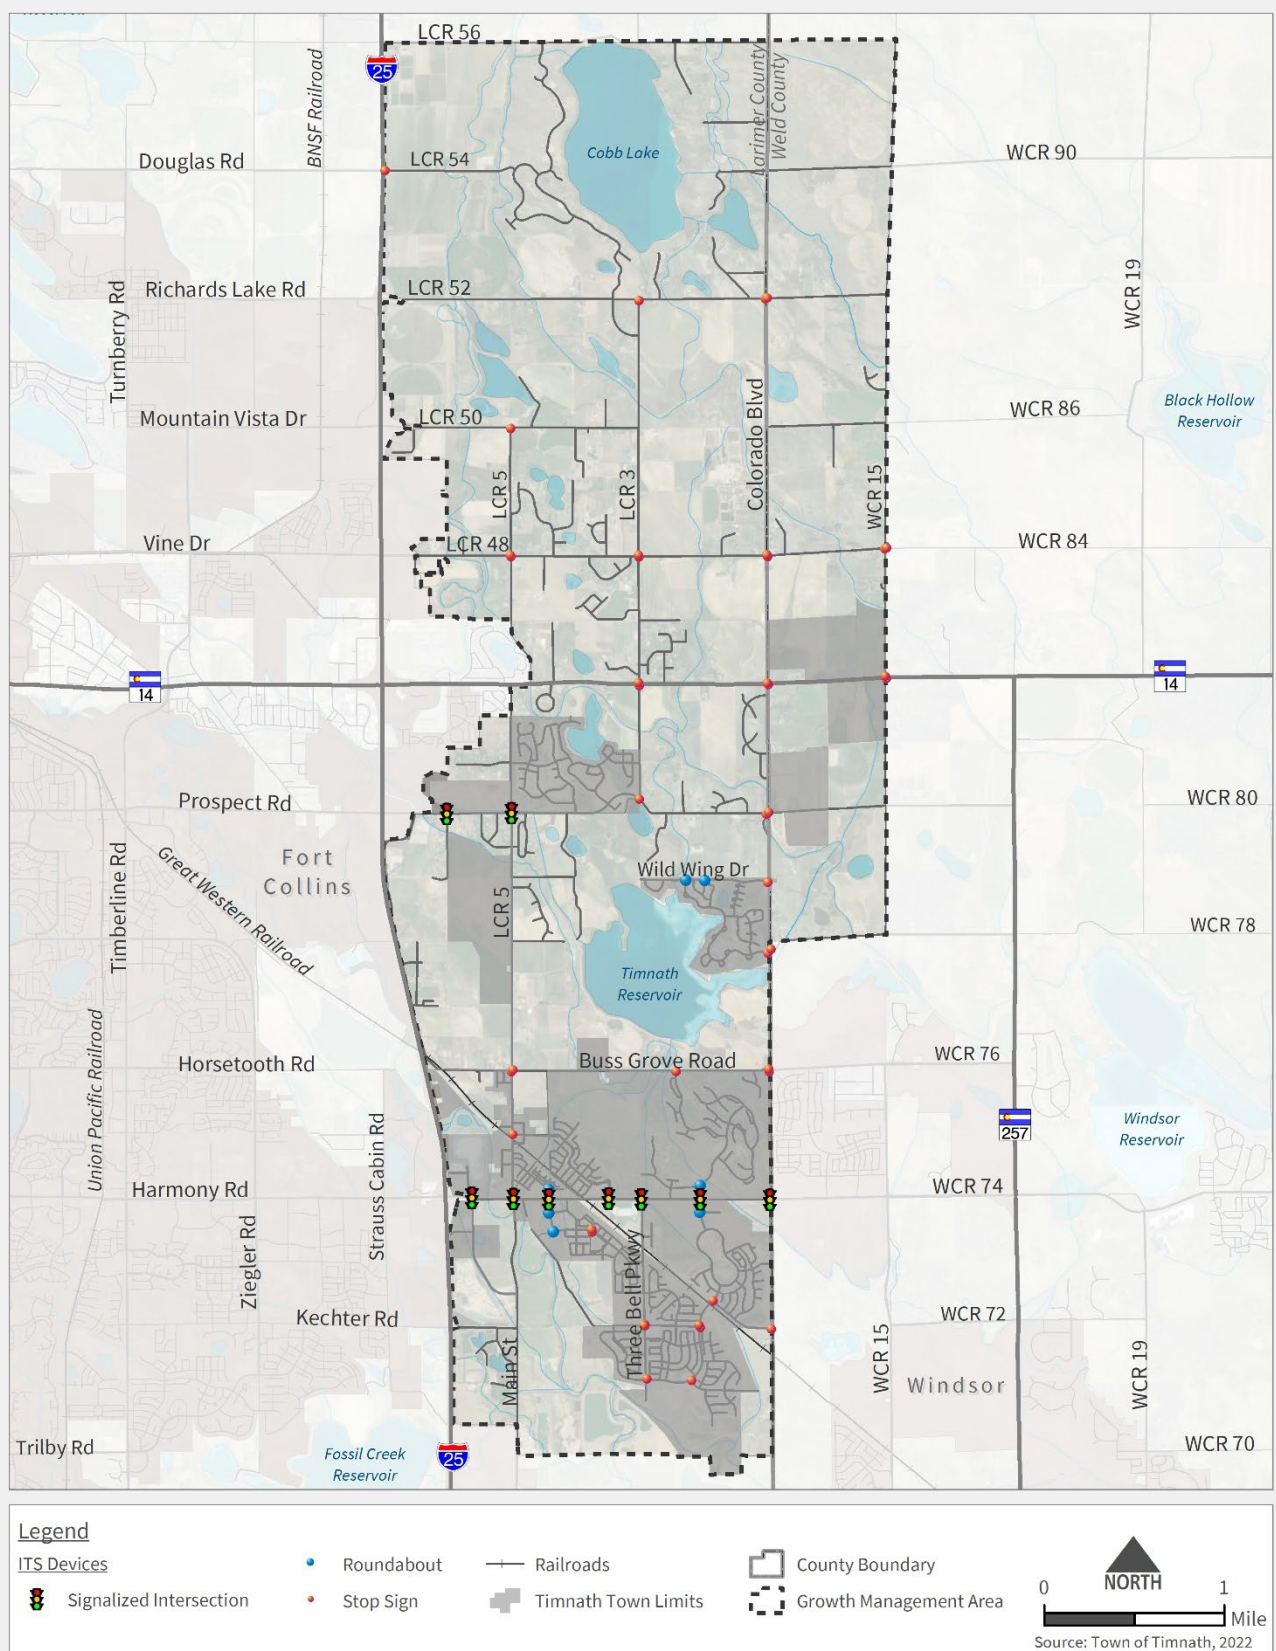 LCR 56
25
BNSF Railroad
Larimer County
Weld County
Cobb Lake
Douglas Rd
LCR 54
WCR 90
Richards Lake Rd
LCR 52
WCR 19
Turnberry Rd
Mountain Vista Dr
LCR 50
Colorado Blvd
WCR 86
Black Hollow
Reservoir
LCR 5
LCR 3
WCR 15
Vine Dr
LCR 48
WCR 84
C
14
C
14
Prospect Rd
WCR 80
Great Western Railroad
Fort
Collins
Timberline Rd
Wild Wing Dr
LCR 5
WCR 78
Timnath
Reservoir
Union Pacific Railroad
Horsetooth Rd
Buss Grove Road
WCR 76
C
257
Windsor
Reservoir
Strauss Cabin Rd
Harmony Rd
WCR 74
Ziegler Rd
Three Bell Pkwy
Kechter Rd
WCR 72
Main St
WCR 15
Windsor
WCR 19
Trilby Rd
Fossil Creek
Reservoir
25
WCR 70
Legend
ITS Devices
Signalized Intersection
Roundabout
Stop Sign
Railroads
Timnath Town Limits
County Boundary
Growth Management Area
NORTH
0 1
Mile
Source: Town of Timnath, 2022